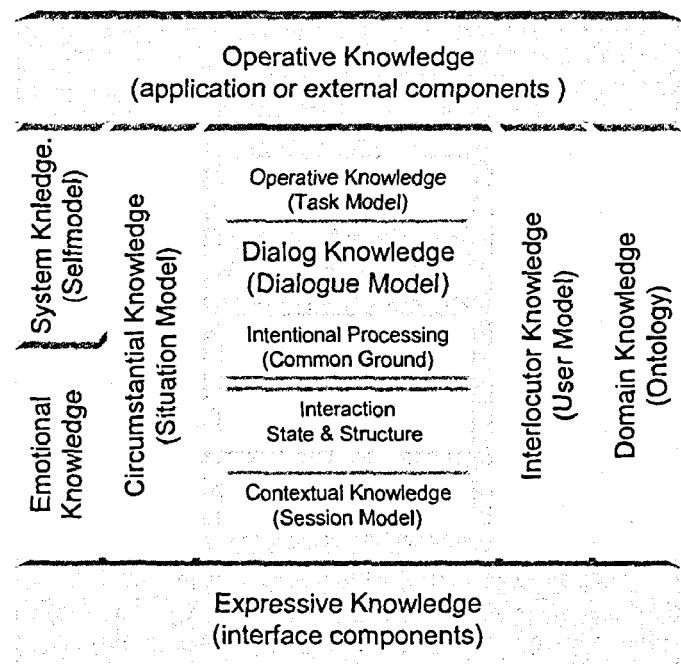 Operative Knowledge
(application or external components )
System Knledge.
(Selfmodel)
Emotional
Knowledge
Circumstantial Knowledge
(Situation Model)
Operative Knowledge
(Task Model)
Dialog Knowledge
(Dialogue Model)
Intentional Processing
(Common Ground)
Interaction
State & Structure
Contextual Knowledge
(Session Model)
Interlocutor Knowledge
(User Model)
Domain Knowledge
(Ontology)
Expressive Knowledge
(interface components)